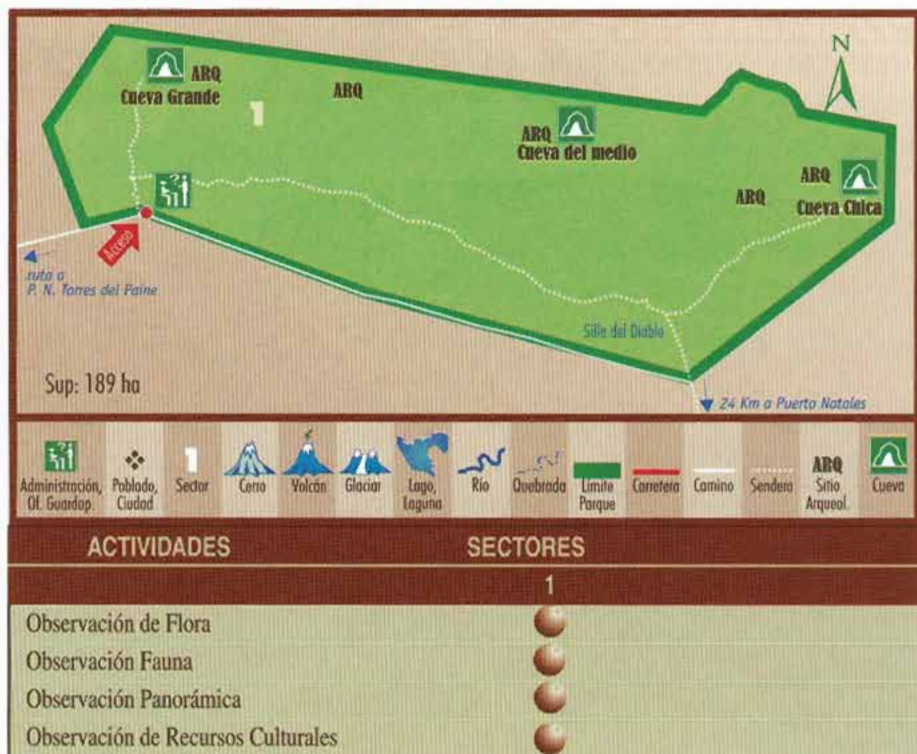 N
ARQ
Cueva Grande
ARQ
1
ARQ
Cueva del medio
ARQ
ARQ
Cueva Chica
Acceso
ruta a
P. N. Torres del Paine
Silla del Diablo
Sup: 189 ha
24 Km a Puerto Natales
Administración,
Of. Guardap.
Poblado,
Ciudad
1
Sector
Cerro
Volcán
Glaciar
Lago,
Laguna
Río
Quebrada
Límite
Parque
Carretera
Camino
Sendero
ARQ
Sitio
Arqueol.
Cueva
ACTIVIDADES SECTORES
1
Observación de Flora
Observación Fauna
Observación Panorámica
Observación de Recursos Culturales